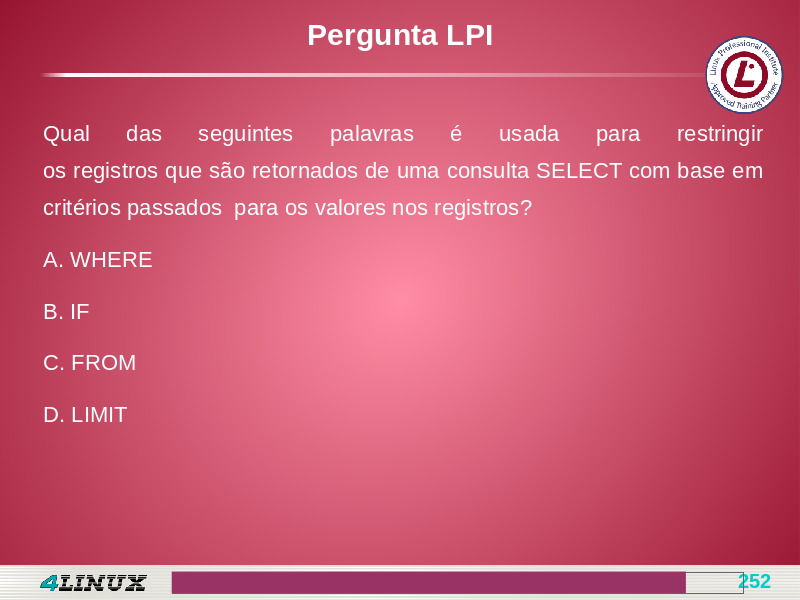 Pergunta LPI
Linux Professional Institute
Approved Training Partner
Qual das seguintes palavras é usada para restringir
os registros que são retornados de uma consulta SELECT com base em
critérios passados  para os valores nos registros?
A. WHERE
B. IF
C. FROM
D. LIMIT
4LINUX
252